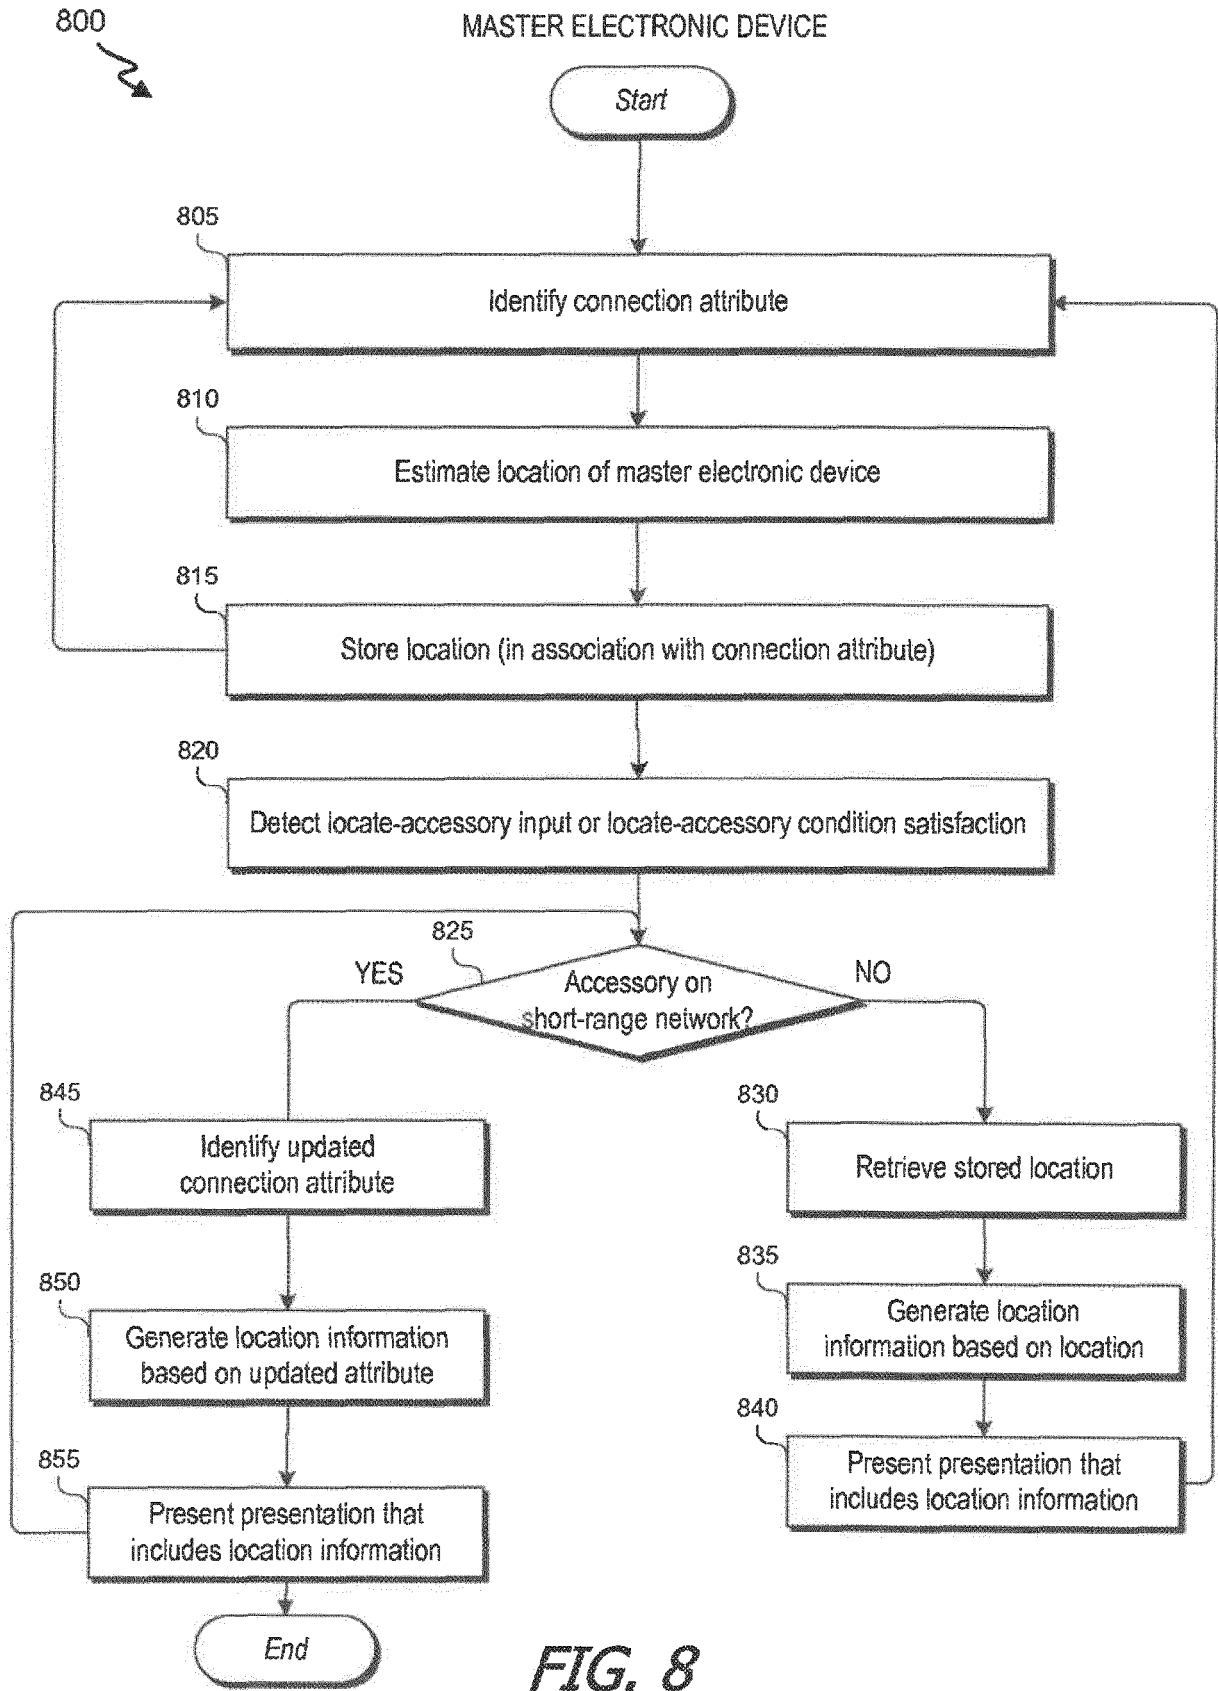 800
MASTER ELECTRONIC DEVICE
Start
805
Identify connection attribute
810
Estimate location of master electronic device
815
Store location (in association with connection attribute)
820
Detect locate-accessory input or locate-accessory condition satisfaction
825
YES
NO
Accessory on
short-range network?
845
Identify updated
connection attribute
830
Retrieve stored location
850
Generate location information
based on updated attribute
835
Generate location
information based on location
855
Present presentation that
includes location information
840
Present presentation that
includes location information
End
FIG. 8